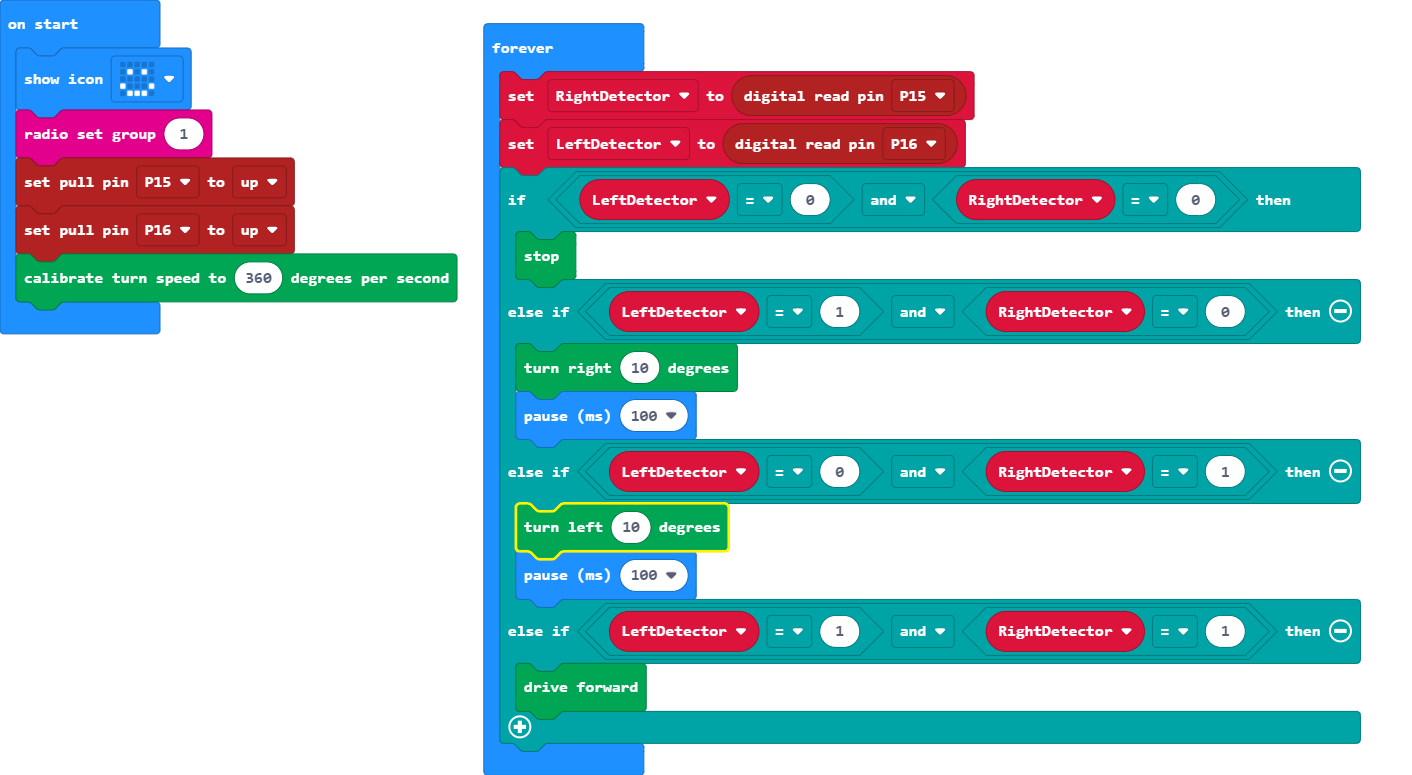 on start
show icon
radio set group 1
set pull pin P15 to up
set pull pin P16 to up
calibrate turn speed to 360 degrees per second
forever
set RightDetector to digital read pin P15
set LeftDetector to digital read pin P16
if LeftDetector = 0 and RightDetector = 0 then
stop
else if LeftDetector = 1 and RightDetector = 0 then
turn right 10 degrees
pause (ms) 100
else if LeftDetector = 0 and RightDetector = 1 then
turn left 10 degrees
pause (ms) 100
else if LeftDetector = 1 and RightDetector = 1 then
drive forward